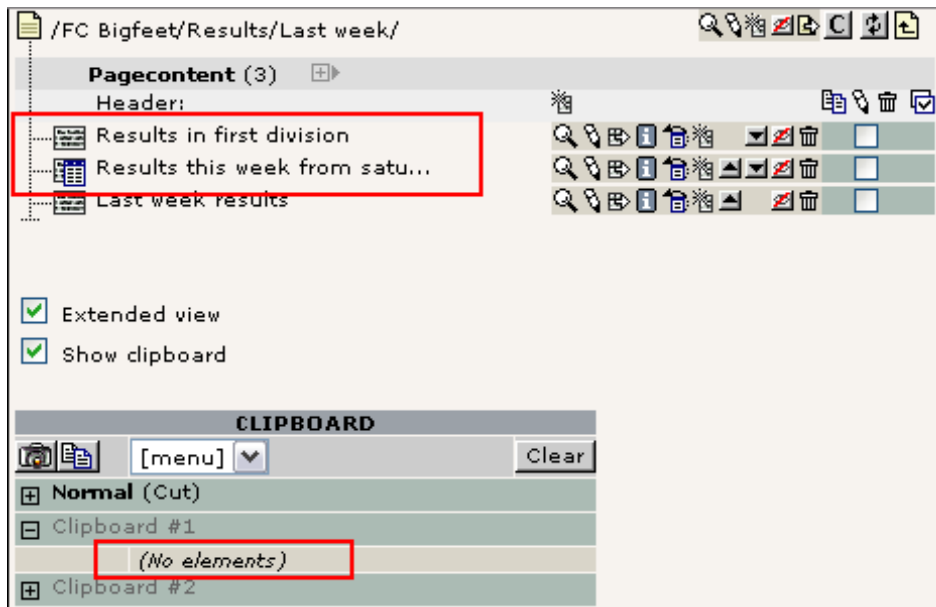 /FC Bigfeet/Results/Last week/ C
Pagecontent (3)
Header:
Results in first division
Results this week from satu...
Last week results
Extended view
Show clipboard
CLIPBOARD
[menu] Clear
Normal (Cut)
Clipboard #1
(No elements)
Clipboard #2